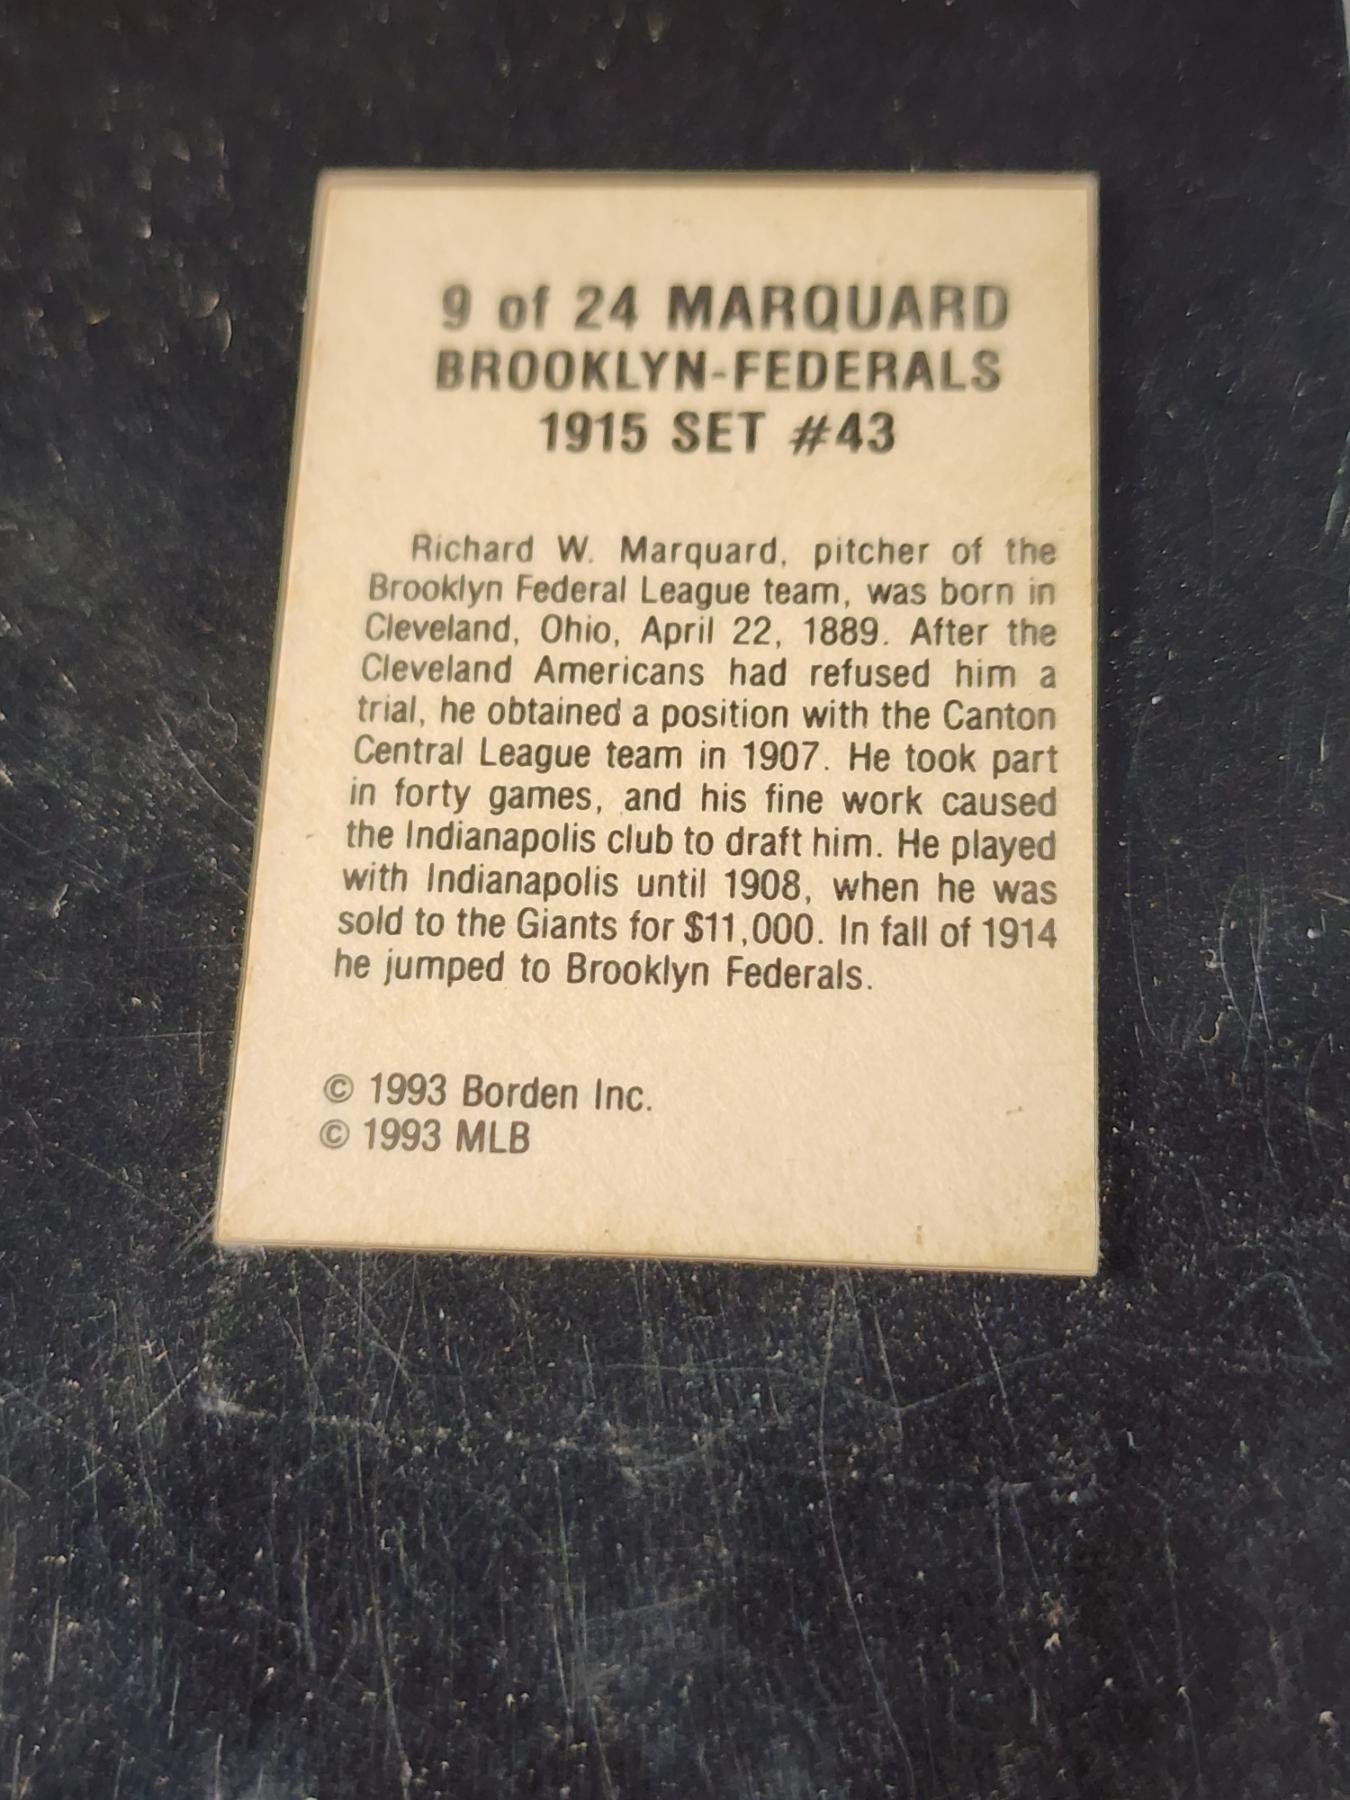 9 of 24 MARQUARD
BROOKLYN-FEDERALS
1915 SET #43
Richard W. Marquard, pitcher of the
Brooklyn Federal League team, was born in
Cleveland, Ohio, April 22, 1889. After the
Cleveland Americans had refused him a
trial, he obtained a position with the Canton
Central League team in 1907. He took part
in forty games, and his fine work caused
the Indianapolis club to draft him. He played
with Indianapolis until 1908, when he was
sold to the Giants for $11,000. In fall of 1914
he jumped to Brooklyn Federals.
© 1993 Borden Inc.
© 1993 MLB